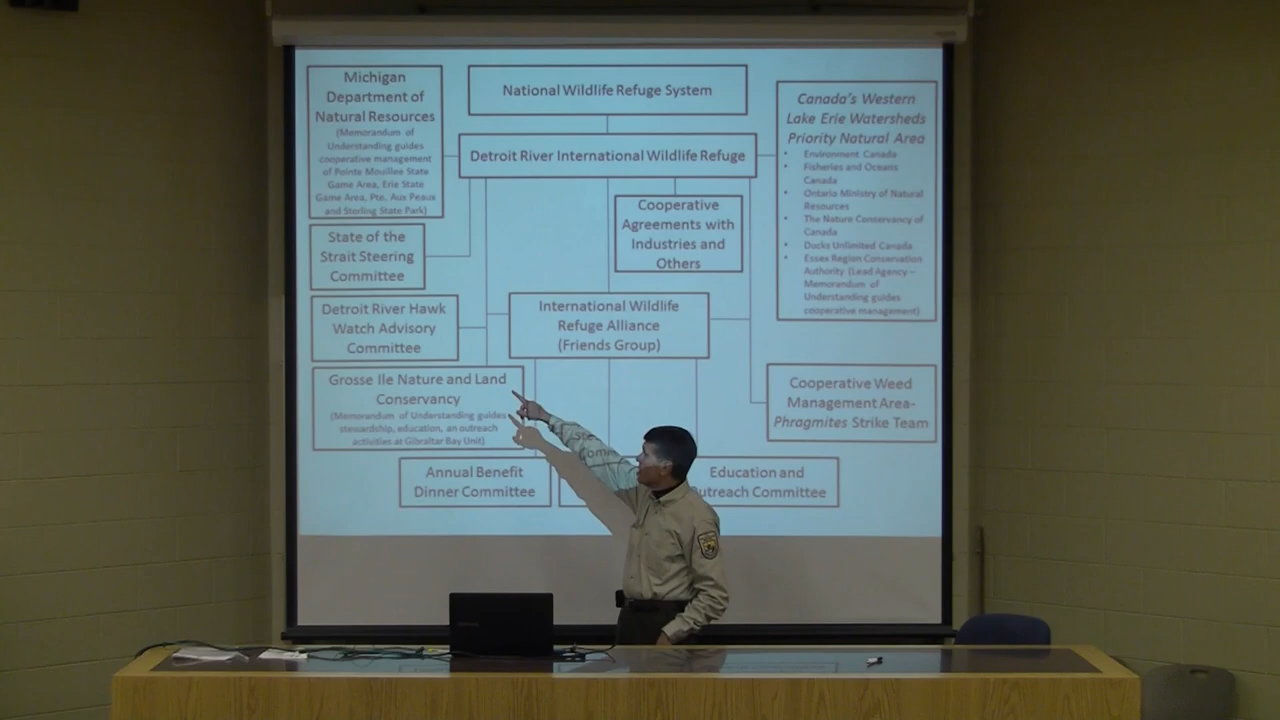 Michigan
Department of
Natural Resources
(Memorandum of
Understanding guides
cooperative management
of Pointe Mouillee State
Game Area, Erie State
Game Area, Pte. Aux Peaux
and Sterling State Park)
National Wildlife Refuge System
Detroit River International Wildlife Refuge
Canada's Western
Lake Erie Watersheds
Priority Natural Area
• Environment Canada
• Fisheries and Oceans
Canada
• Ontario Ministry of Natural
Resources
• The Nature Conservancy of
Canada
• Ducks Unlimited Canada
• Essex Region Conservation
Authority (Lead Agency –
Memorandum of
Understanding guides
cooperative management)
Cooperative
Agreements with
Industries and
Others
State of the
Strait Steering
Committee
Detroit River Hawk
Watch Advisory
Committee
International Wildlife
Refuge Alliance
(Friends Group)
Grosse Ile Nature and Land
Conservancy
(Memorandum of Understanding guides
stewardship, education, an outreach
activities at Gibraltar Bay Unit)
Cooperative Weed
Management Area-
Phragmites Strike Team
Annual Benefit
Dinner Committee
Education and
Outreach Committee